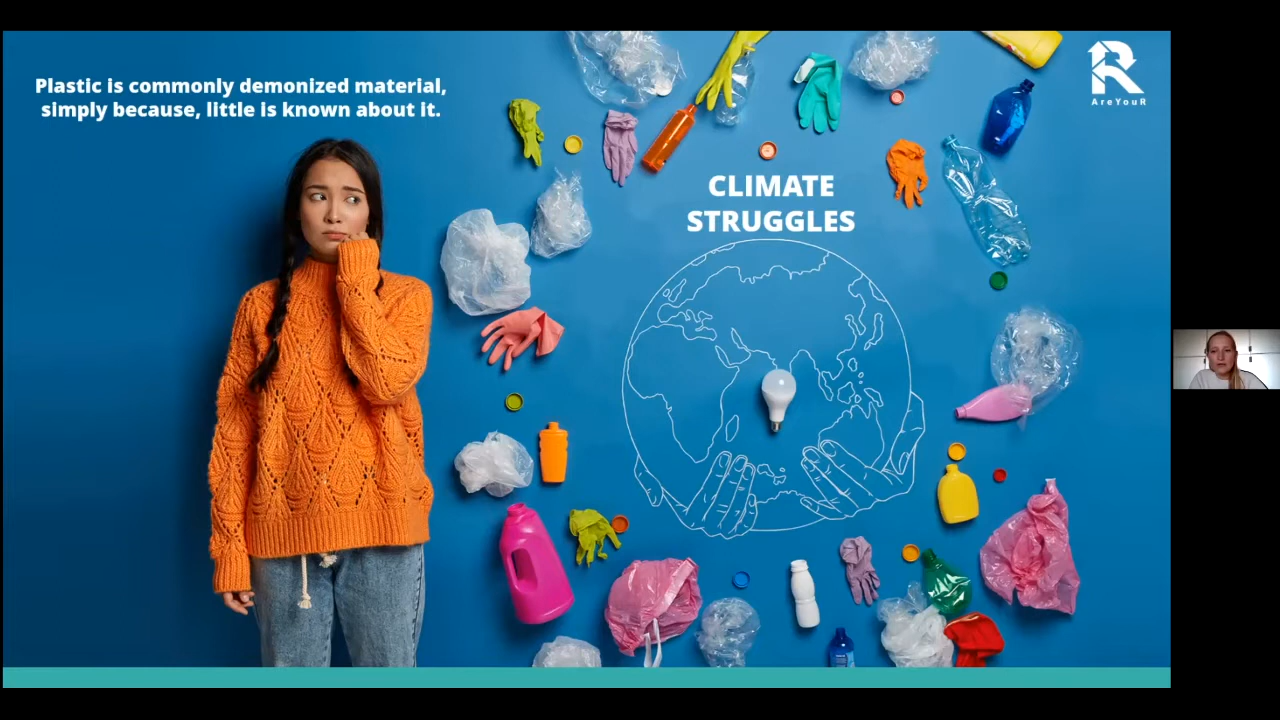 Plastic is commonly demonized material,
simply because, little is known about it.
R
AreYouR
CLIMATE
STRUGGLES